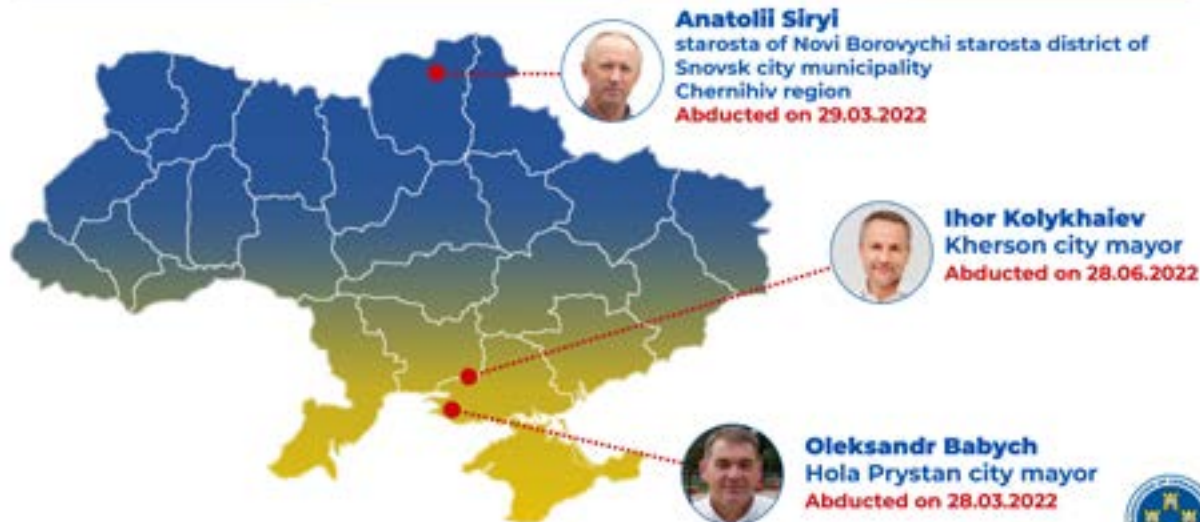 Anatolii Siryi
starosta of Novi Borovychi starosta district of
Snovsk city municipality
Chernihiv region
Abducted on 29.03.2022
Ihor Kolykhaiev
Kherson city mayor
Abducted on 28.06.2022
Oleksandr Babych
Hola Prystan city mayor
Abducted on 28.03.2022